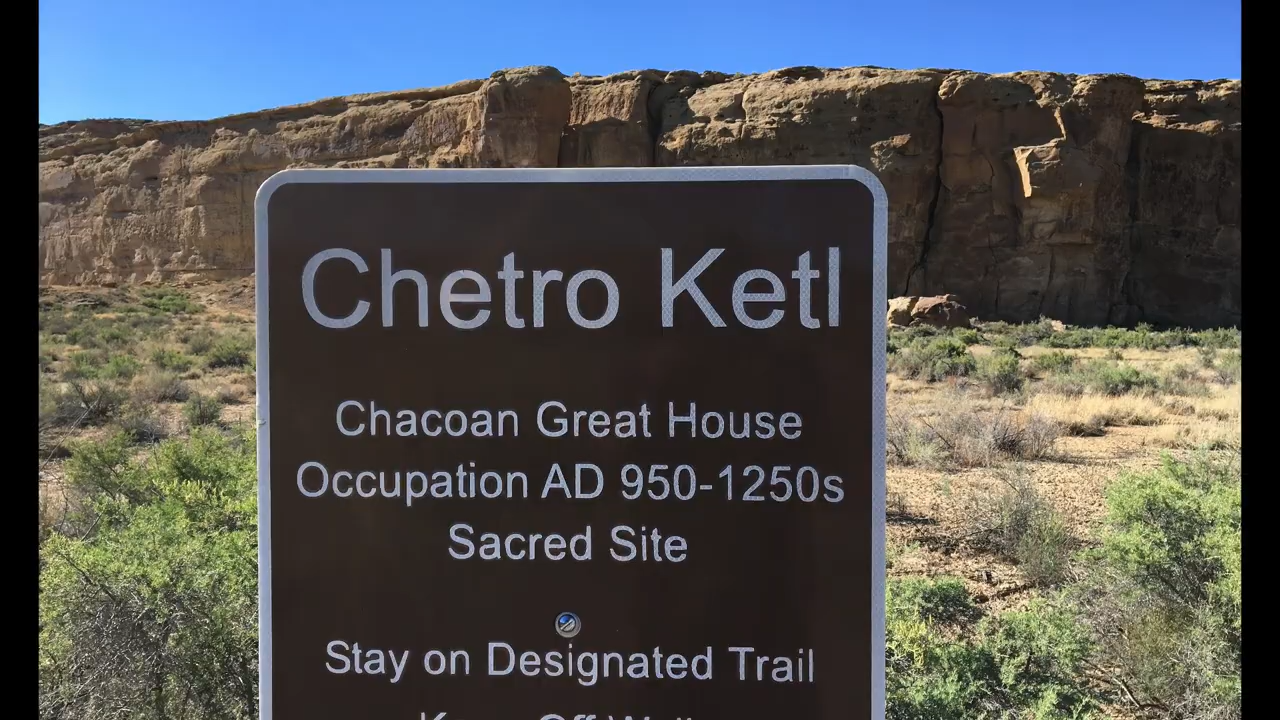 Chetro Ketl
Chacoan Great House
Occupation AD 950-1250s
Sacred Site
Stay on Designated Trail